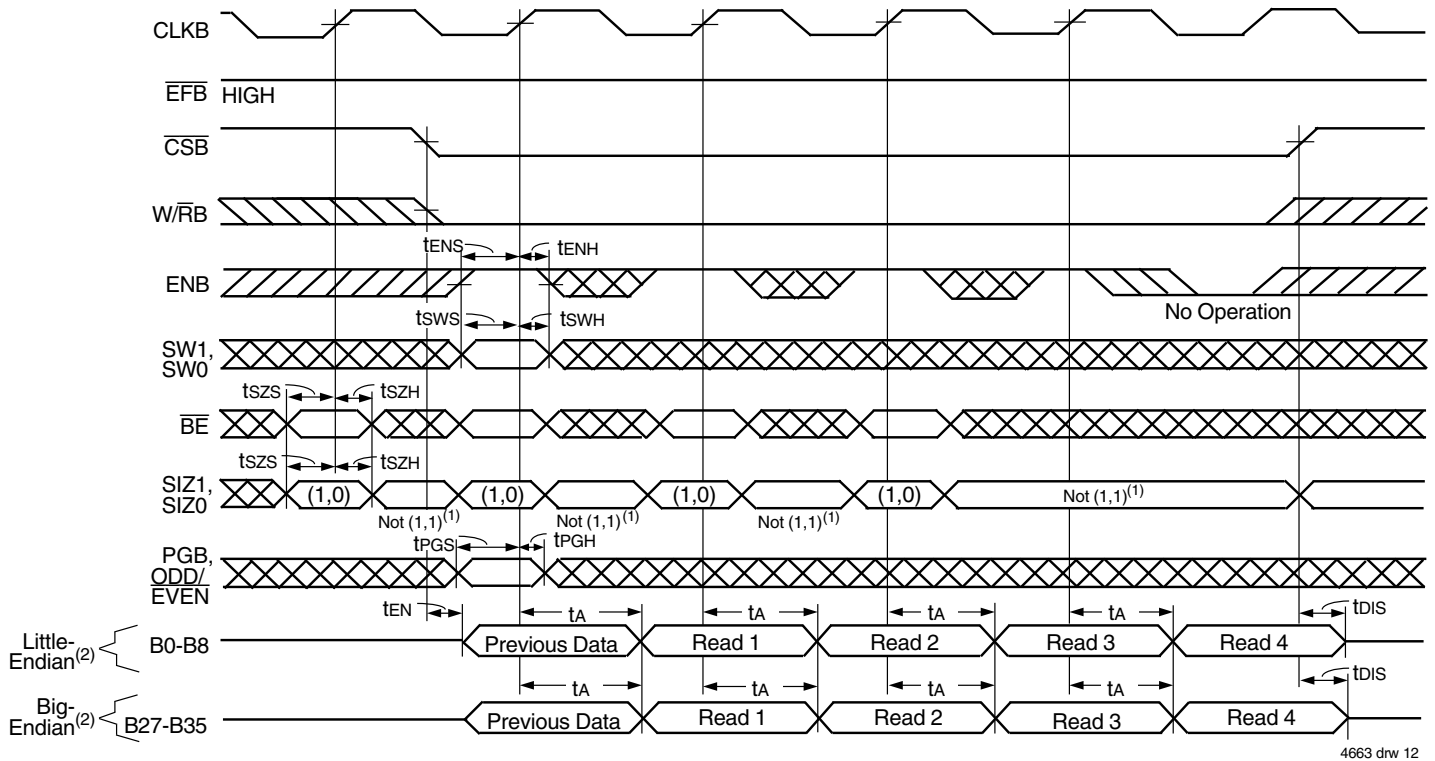 CLKB
EFB HIGH
CSB
W/RB
tENS tENH
ENB
No Operation
tSWS tSWH
SW1,
SW0
tSZS tSZH
BE
tSZS tSZH
SIZ1,
SIZ0
(1,0) (1,0) (1,0) (1,0) Not (1,1)(1)
Not (1,1)(1) Not (1,1)(1) Not (1,1)(1)
tPGS tPGH
PGB,
ODD/
EVEN
tEN tA tA tA tA tDIS
Little-
Endian(2) B0-B8 Previous Data Read 1 Read 2 Read 3 Read 4
tA tA tA tA tDIS
Big-
Endian(2) B27-B35 Previous Data Read 1 Read 2 Read 3 Read 4
4663 drw 12